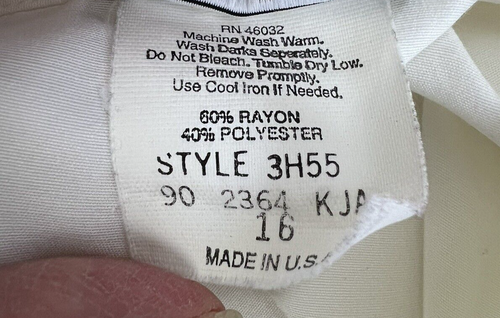 RN 46032
Machine Wash Warm.
Wash Darks Seperately.
Do Not Bleach. Tumble Dry Low.
Remove Promptly.
Use Cool Iron If Needed.
60% RAYON
40% POLYESTER
STYLE 3H55
90 2364 KJA
16
MADE IN U.S.A